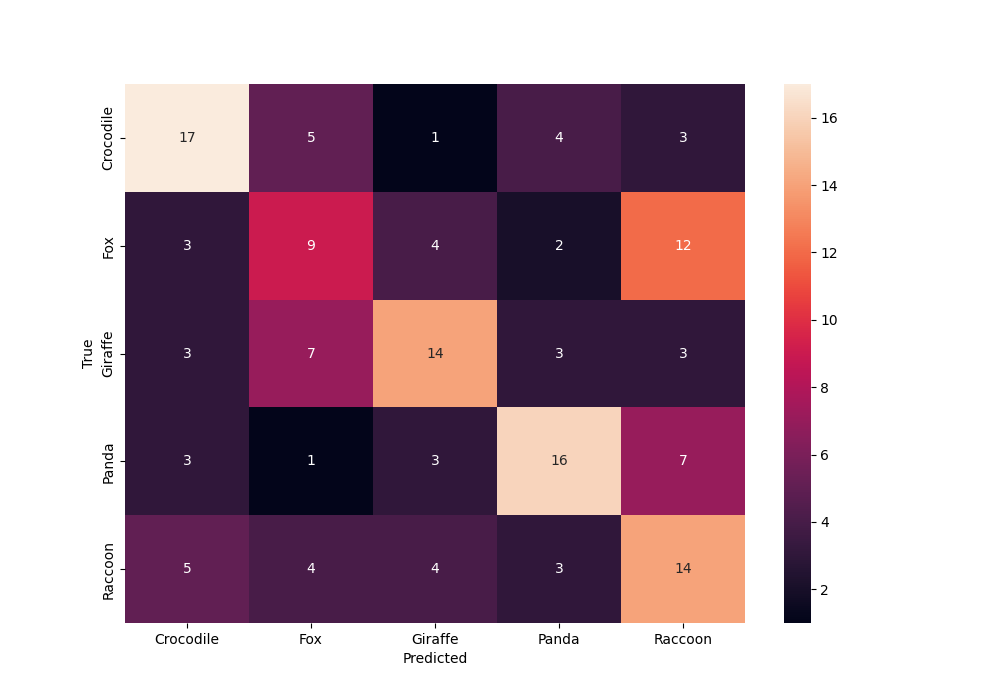 Crocodile 17 5 1 4 3
Fox 3 9 4 2 12
Giraffe 3 7 14 3 3
Panda 3 1 3 16 7
Raccoon 5 4 4 3 14
True
Crocodile Fox Giraffe Panda Raccoon
Predicted
16
14
12
10
8
6
4
2